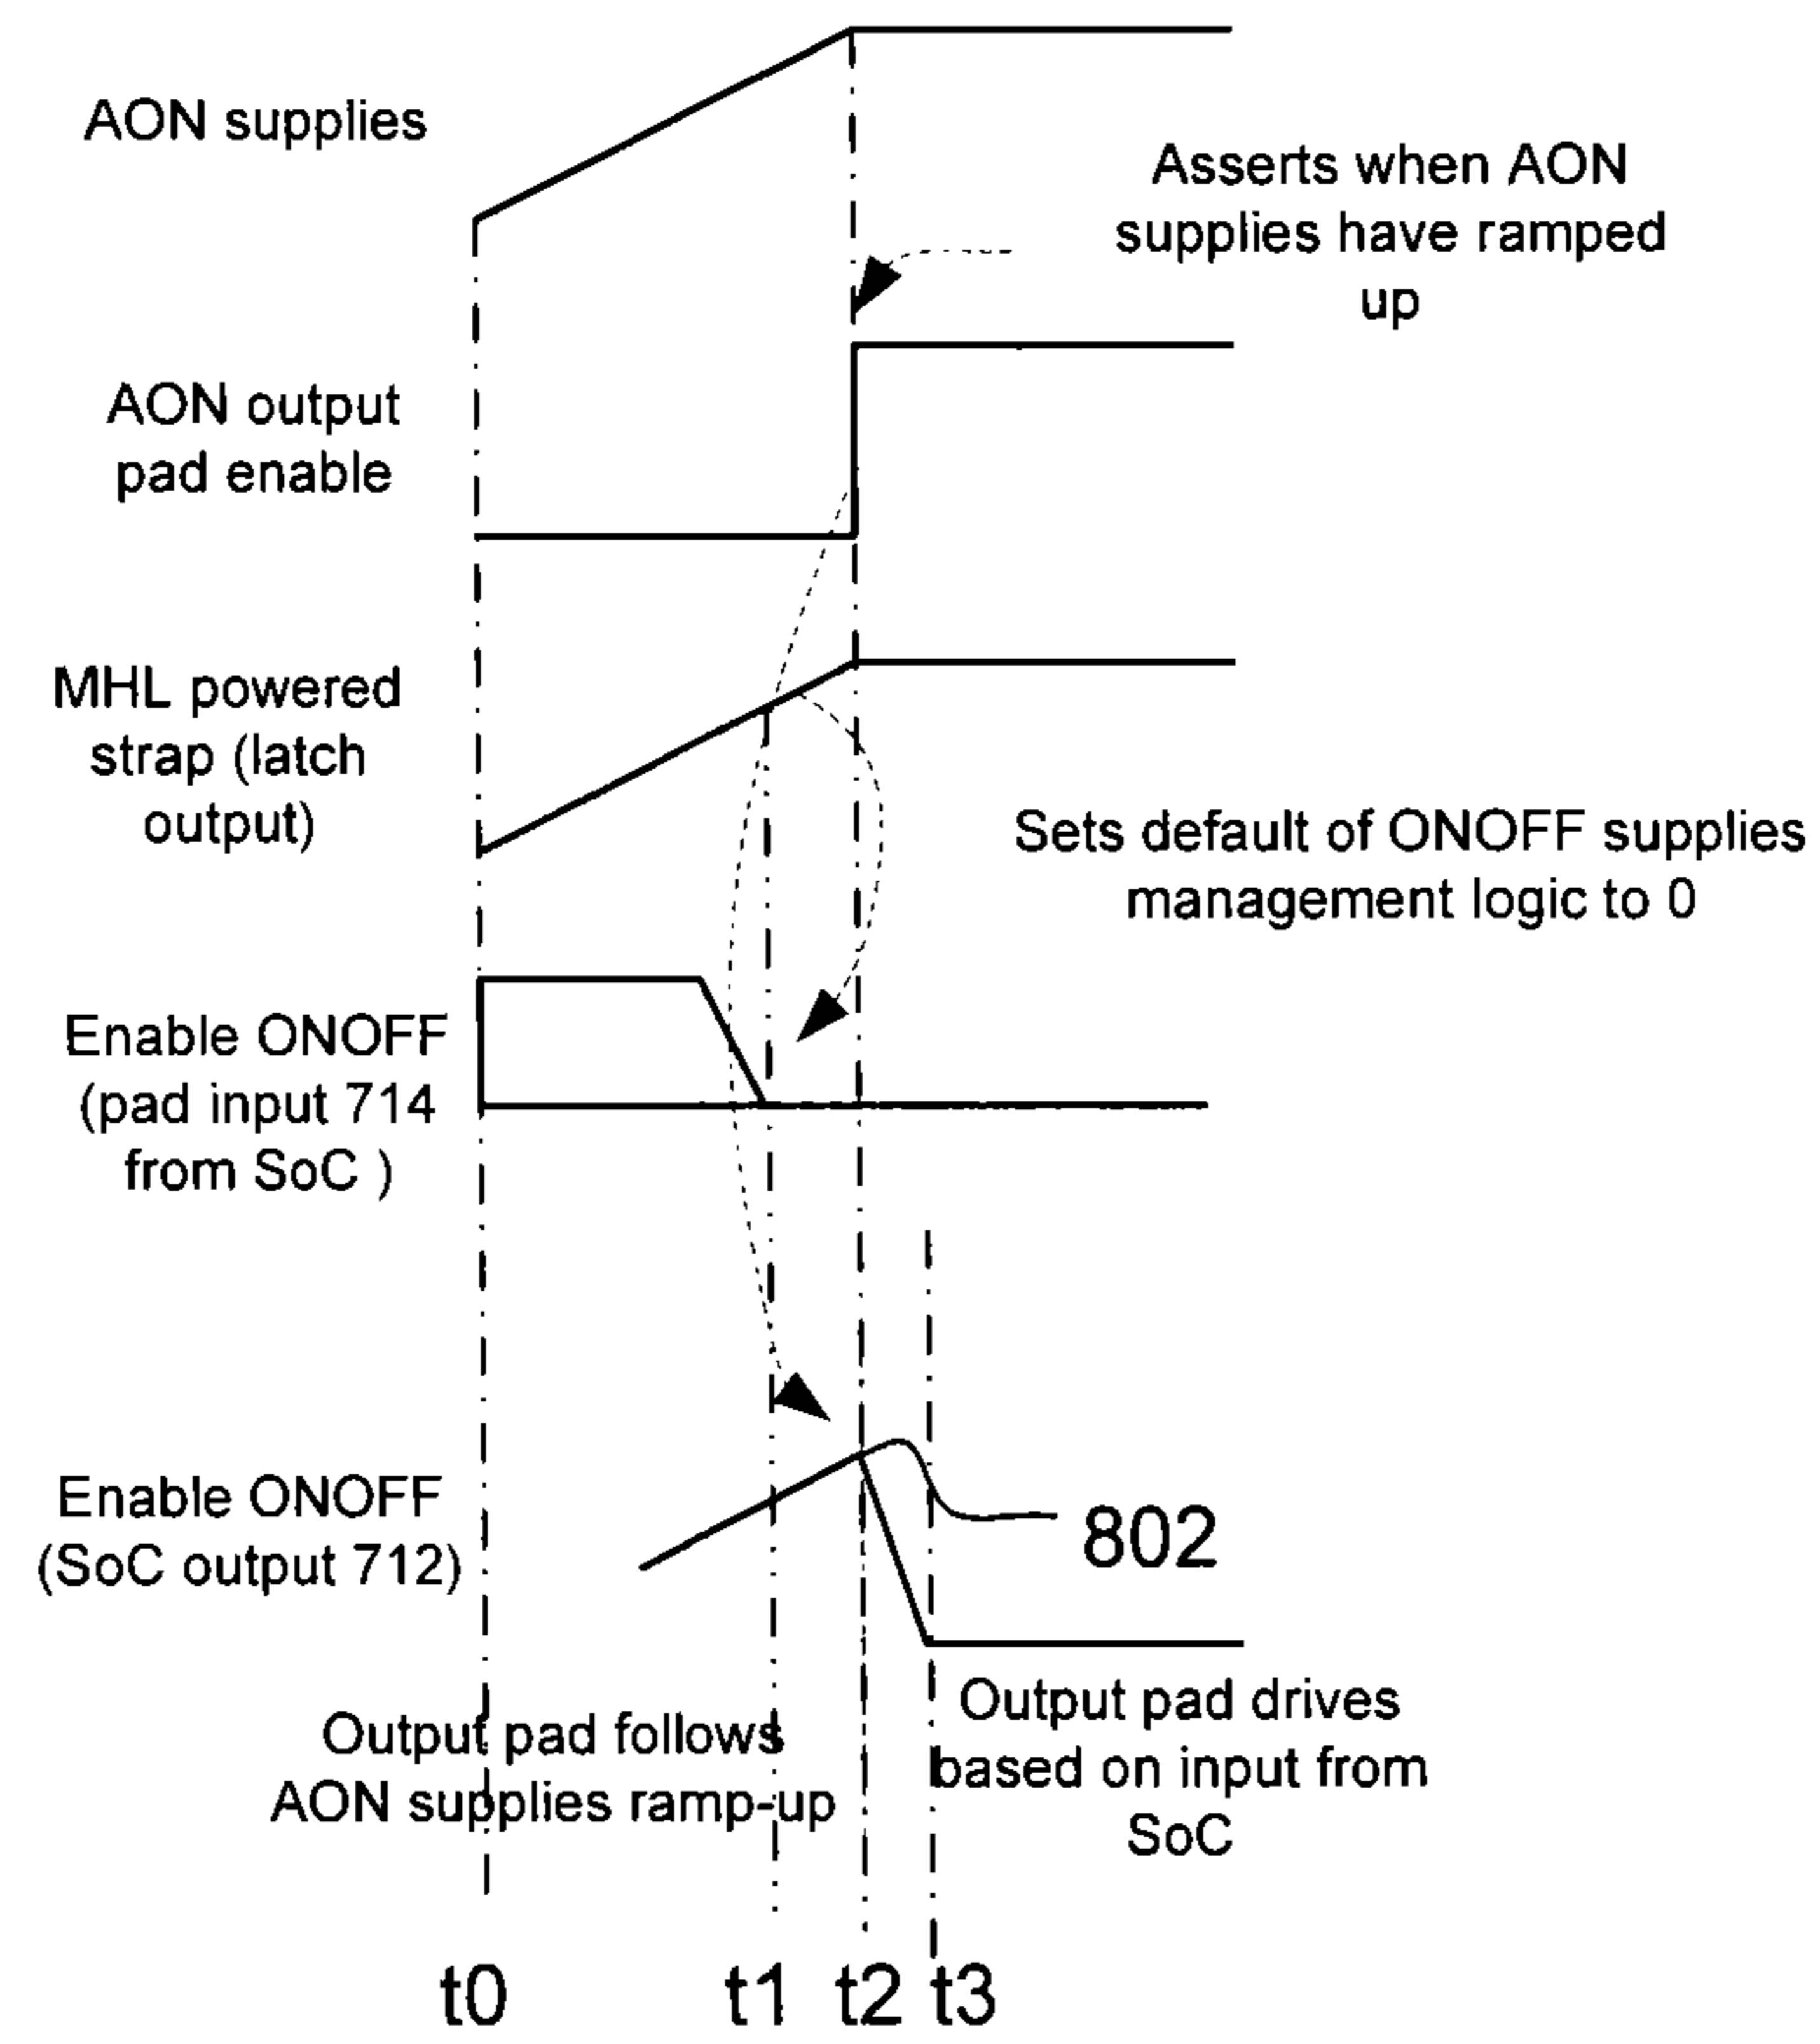 AON supplies
Asserts when AON
supplies have ramped
up
AON output
pad enable
MHL powered
strap (latch
output)
Sets default of ONOFF supplies
management logic to 0
Enable ONOFF
(pad input 714
from SoC )
Enable ONOFF
(SoC output 712)
802
Output pad follows
AON supplies ramp-up
Output pad drives
based on input from
SoC
t0 t1 t2 t3